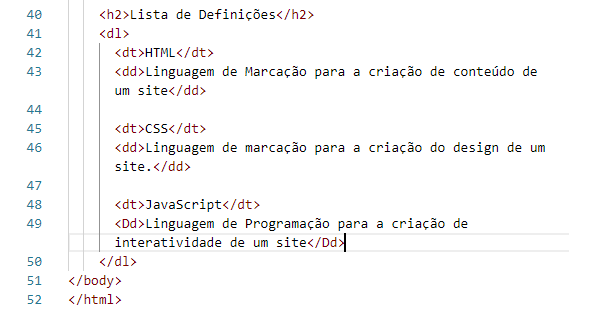 40 <h2>Lista de Definições</h2>
41 <dl>
42 <dt>HTML</dt>
43 <dd>Linguagem de Marcação para a criação de conteúdo de
um site</dd>
44
45 <dt>CSS</dt>
46 <dd>Linguagem de marcação para a criação do design de um
site.</dd>
47
48 <dt>JavaScript</dt>
49 <Dd>Linguagem de Programação para a criação de
interatividade de um site</Dd>
50 </dl>
51 </body>
52 </html>